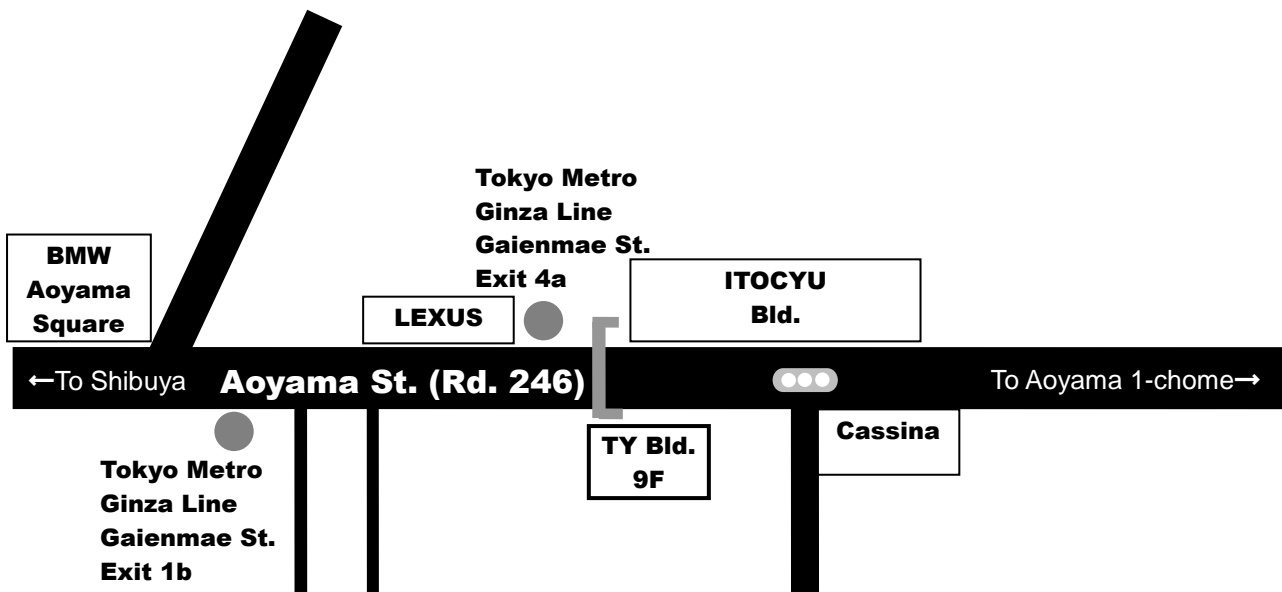 Tokyo Metro
Ginza Line
Gaienmae St.
Exit 4a
BMW
Aoyama
Square
LEXUS
ITOCYU
Bld.
←To Shibuya
Aoyama St. (Rd. 246)
To Aoyama 1-chome→
Tokyo Metro
Ginza Line
Gaienmae St.
Exit 1b
TY Bld.
9F
Cassina